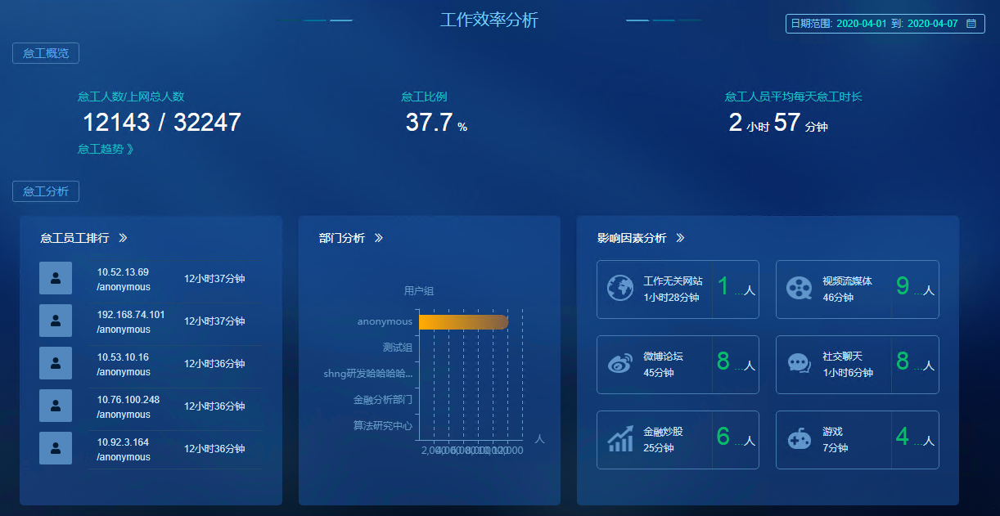 工作效率分析
日期范围: 2020-04-01 到: 2020-04-07
怠工概览
怠工人数/上网总人数
12143 / 32247
怠工趋势 》
怠工比例
37.7 %
怠工人员平均每天怠工时长
2 小时 57 分钟
怠工分析
怠工员工排行
10.52.13.69
/anonymous
12小时37分钟
192.168.74.101
/anonymous
12小时37分钟
10.53.10.16
/anonymous
12小时36分钟
10.76.100.248
/anonymous
12小时36分钟
10.92.3.164
/anonymous
12小时36分钟
部门分析
用户组
anonymous
测试组
shng研发哈哈哈哈...
金融分析部门
算法研究中心
人
影响因素分析
工作无关网站
1小时28分钟
1 ...人
视频流媒体
46分钟
9 ...人
微博论坛
45分钟
8 ...人
社交聊天
1小时6分钟
8 ...人
金融炒股
25分钟
6 ...人
游戏
7分钟
4 ...人